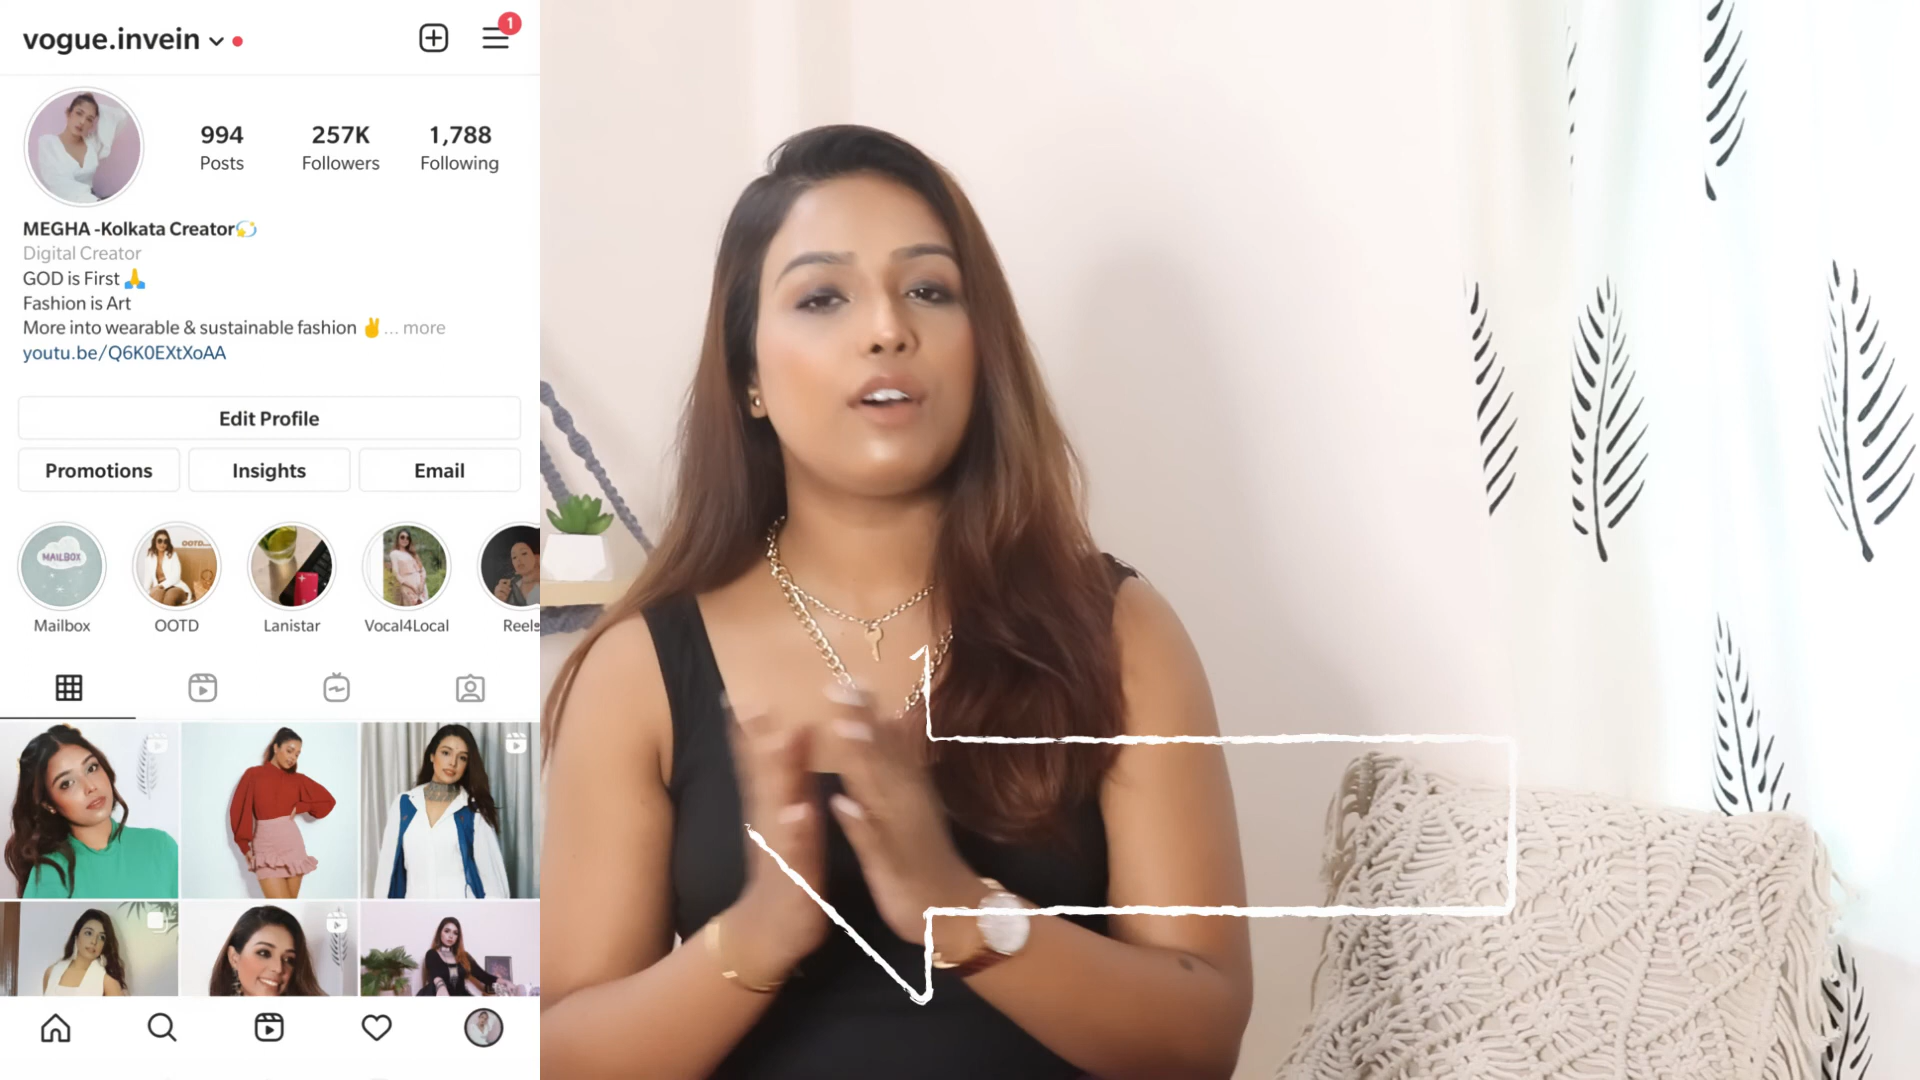 vogue.invein
1
994 257K 1,788
Posts Followers Following
MEGHA -Kolkata Creator💫
Digital Creator
GOD is First 🙏
Fashion is Art
More into wearable & sustainable fashion ✌... more
youtu.be/Q6K0EXtXoAA
Edit Profile
Promotions Insights Email
MAILBOX
OOTD...
Mailbox OOTD Lanistar Vocal4Local Reels